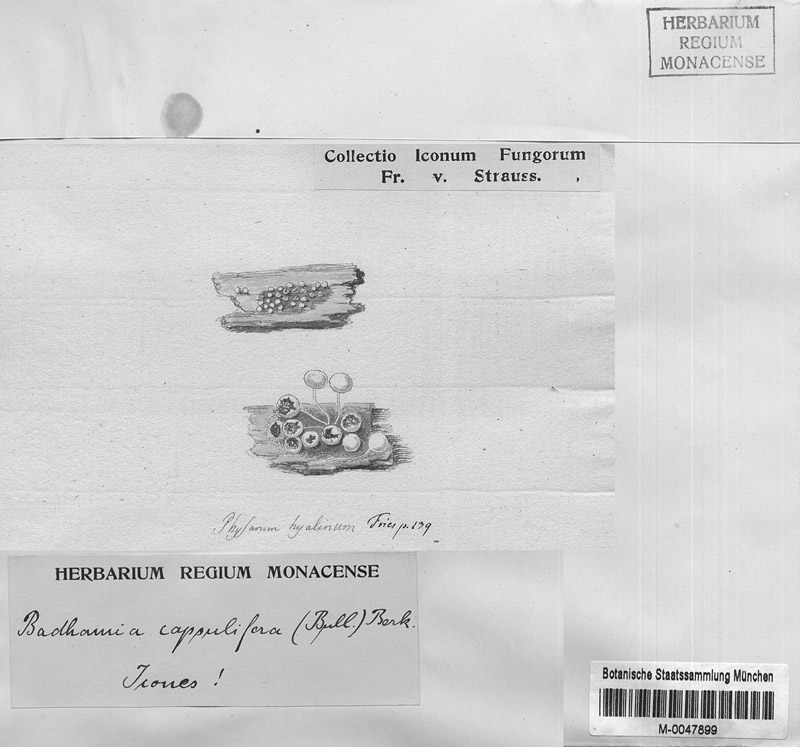 HERBARIUM
REGIUM
MONACENSE
Collectio Iconum Fungorum
Fr. v. Strauss.
Physarum hyalinum Fries p. 139
HERBARIUM REGIUM MONACENSE
Badhamia capsulifera (Bull.) Berk.
Icones!
Botanische Staatssammlung München
M-0047899